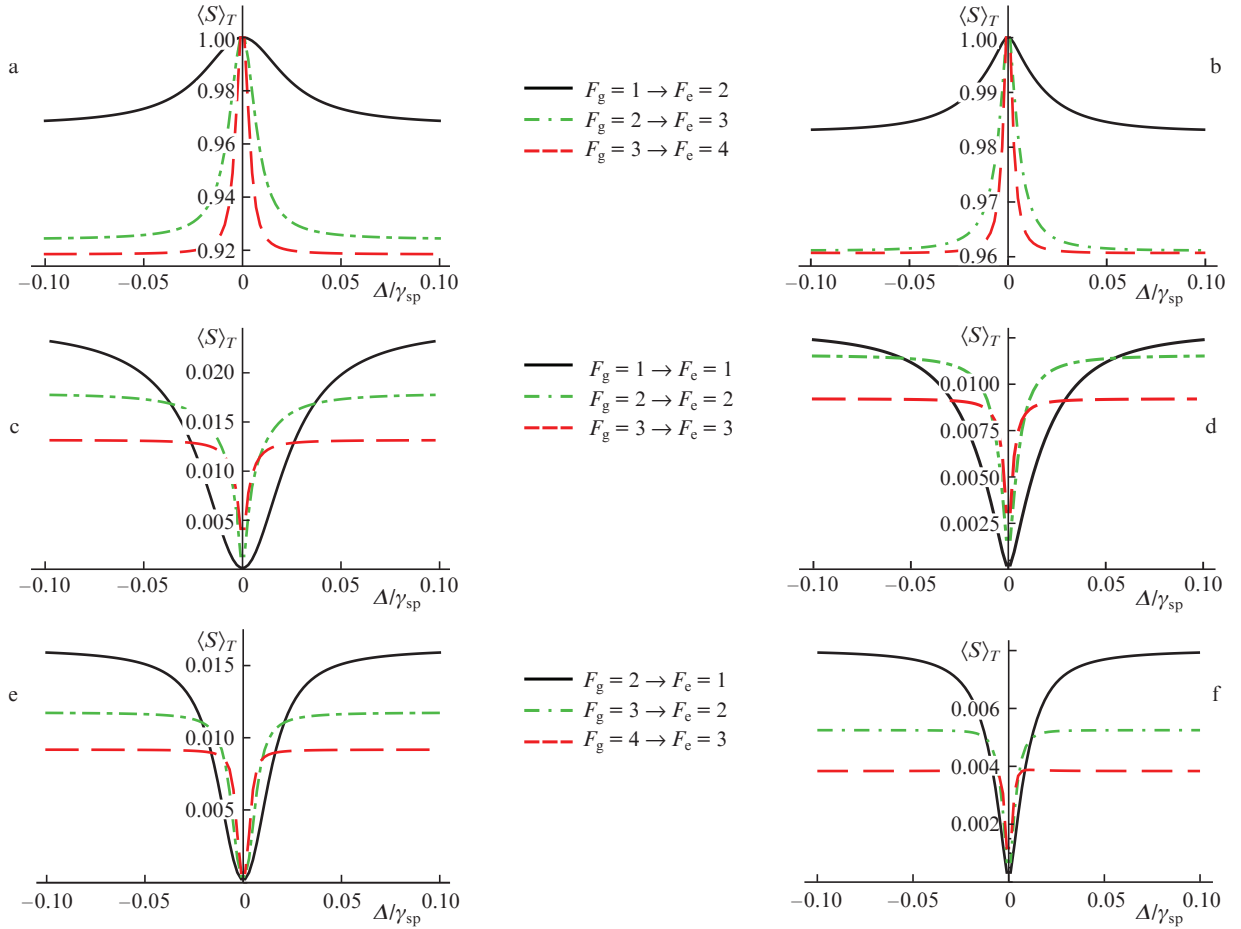 a
⟨S⟩T
1.00
0.98
0.96
0.94
0.92
−0.10 −0.05 0 0.05 0.10
Δ/γsp
Fg = 1 → Fe = 2
Fg = 2 → Fe = 3
Fg = 3 → Fe = 4
b
⟨S⟩T
1.00
0.99
0.98
0.97
0.96
−0.10 −0.05 0 0.05 0.10
Δ/γsp
c
⟨S⟩T
0.020
0.015
0.010
0.005
−0.10 −0.05 0 0.05 0.10
Δ/γsp
Fg = 1 → Fe = 1
Fg = 2 → Fe = 2
Fg = 3 → Fe = 3
d
⟨S⟩T
0.0100
0.0075
0.0050
0.0025
−0.10 −0.05 0 0.05 0.10
Δ/γsp
e
⟨S⟩T
0.015
0.010
0.005
−0.10 −0.05 0 0.05 0.10
Δ/γsp
Fg = 2 → Fe = 1
Fg = 3 → Fe = 2
Fg = 4 → Fe = 3
f
⟨S⟩T
0.006
0.004
0.002
−0.10 −0.05 0 0.05 0.10
Δ/γsp